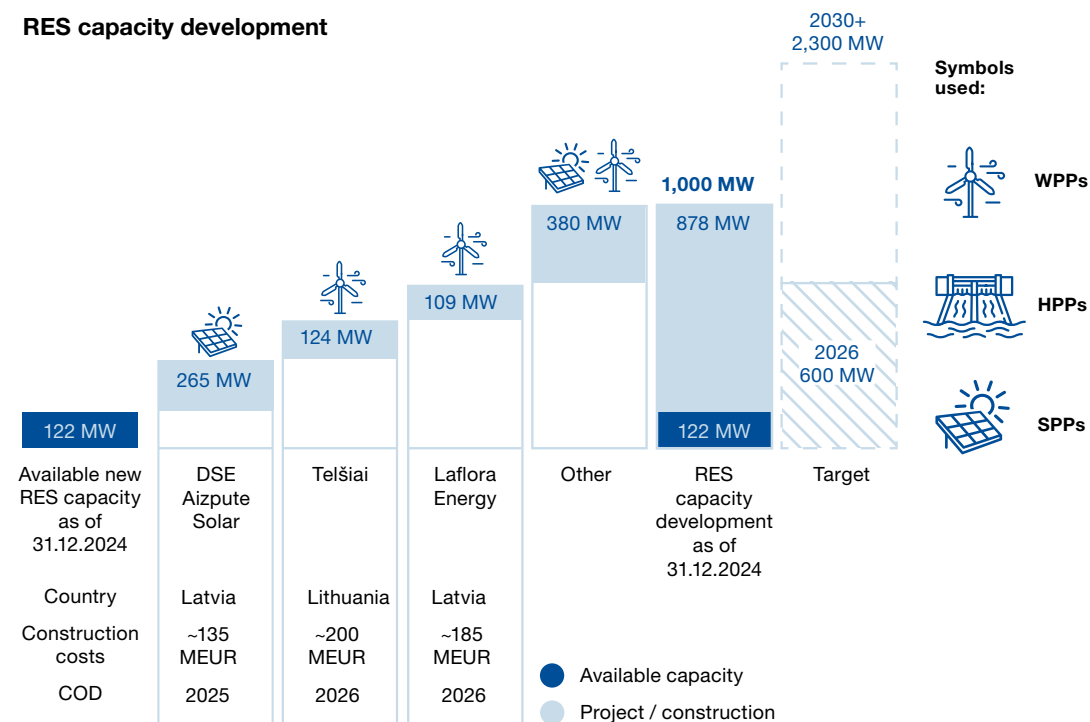 RES capacity development
2030+
2,300 MW
Symbols
used:
WPPs
HPPs
SPPs
1,000 MW
380 MW
878 MW
109 MW
124 MW
2026
600 MW
265 MW
122 MW
122 MW
Available new
RES capacity
as of
31.12.2024
DSE
Aizpute
Solar
Telšiai
Laflora
Energy
Other
RES
capacity
development
as of
31.12.2024
Target
Country
Latvia
Lithuania
Latvia
Construction
costs
~135
MEUR
~200
MEUR
~185
MEUR
COD
2025
2026
2026
Available capacity
Project / construction